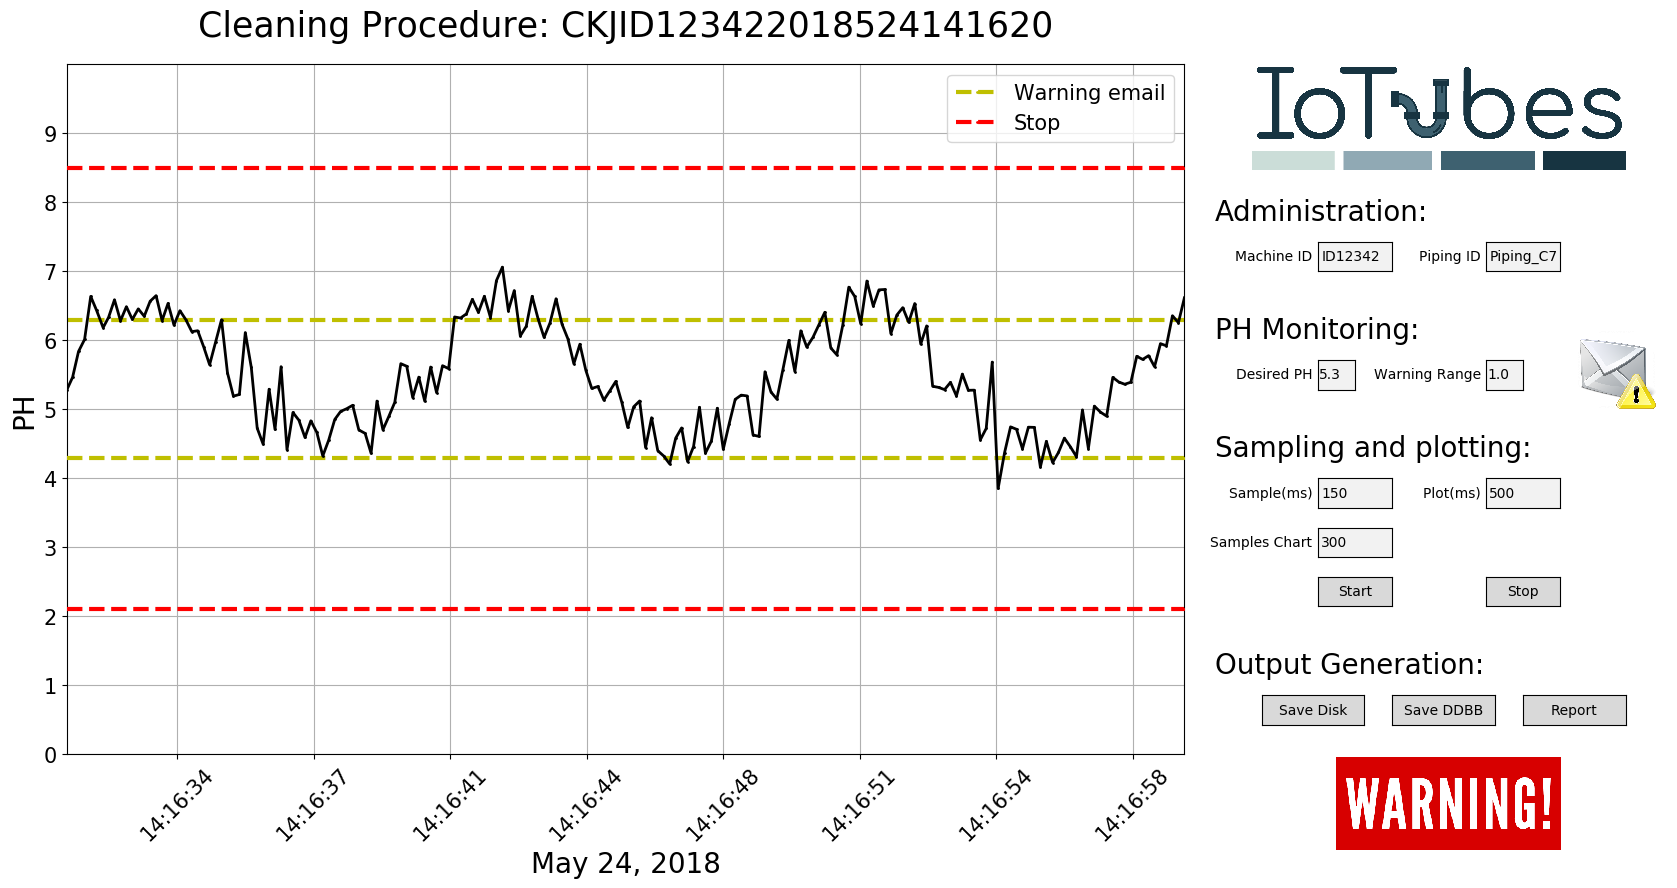 Cleaning Procedure: CKJID123422018524141620
Warning email
Stop
9
8
7
6
5
4
3
2
1
0
PH
14:16:34
14:16:37
14:16:41
14:16:44
14:16:48
14:16:51
14:16:54
14:16:58
May 24, 2018
IoTubes
Administration:
Machine ID ID12342 Piping ID Piping_C7
PH Monitoring:
Desired PH 5.3 Warning Range 1.0
Sampling and plotting:
Sample(ms) 150 Plot(ms) 500
Samples Chart 300
Start Stop
Output Generation:
Save Disk Save DDBB Report
WARNING!